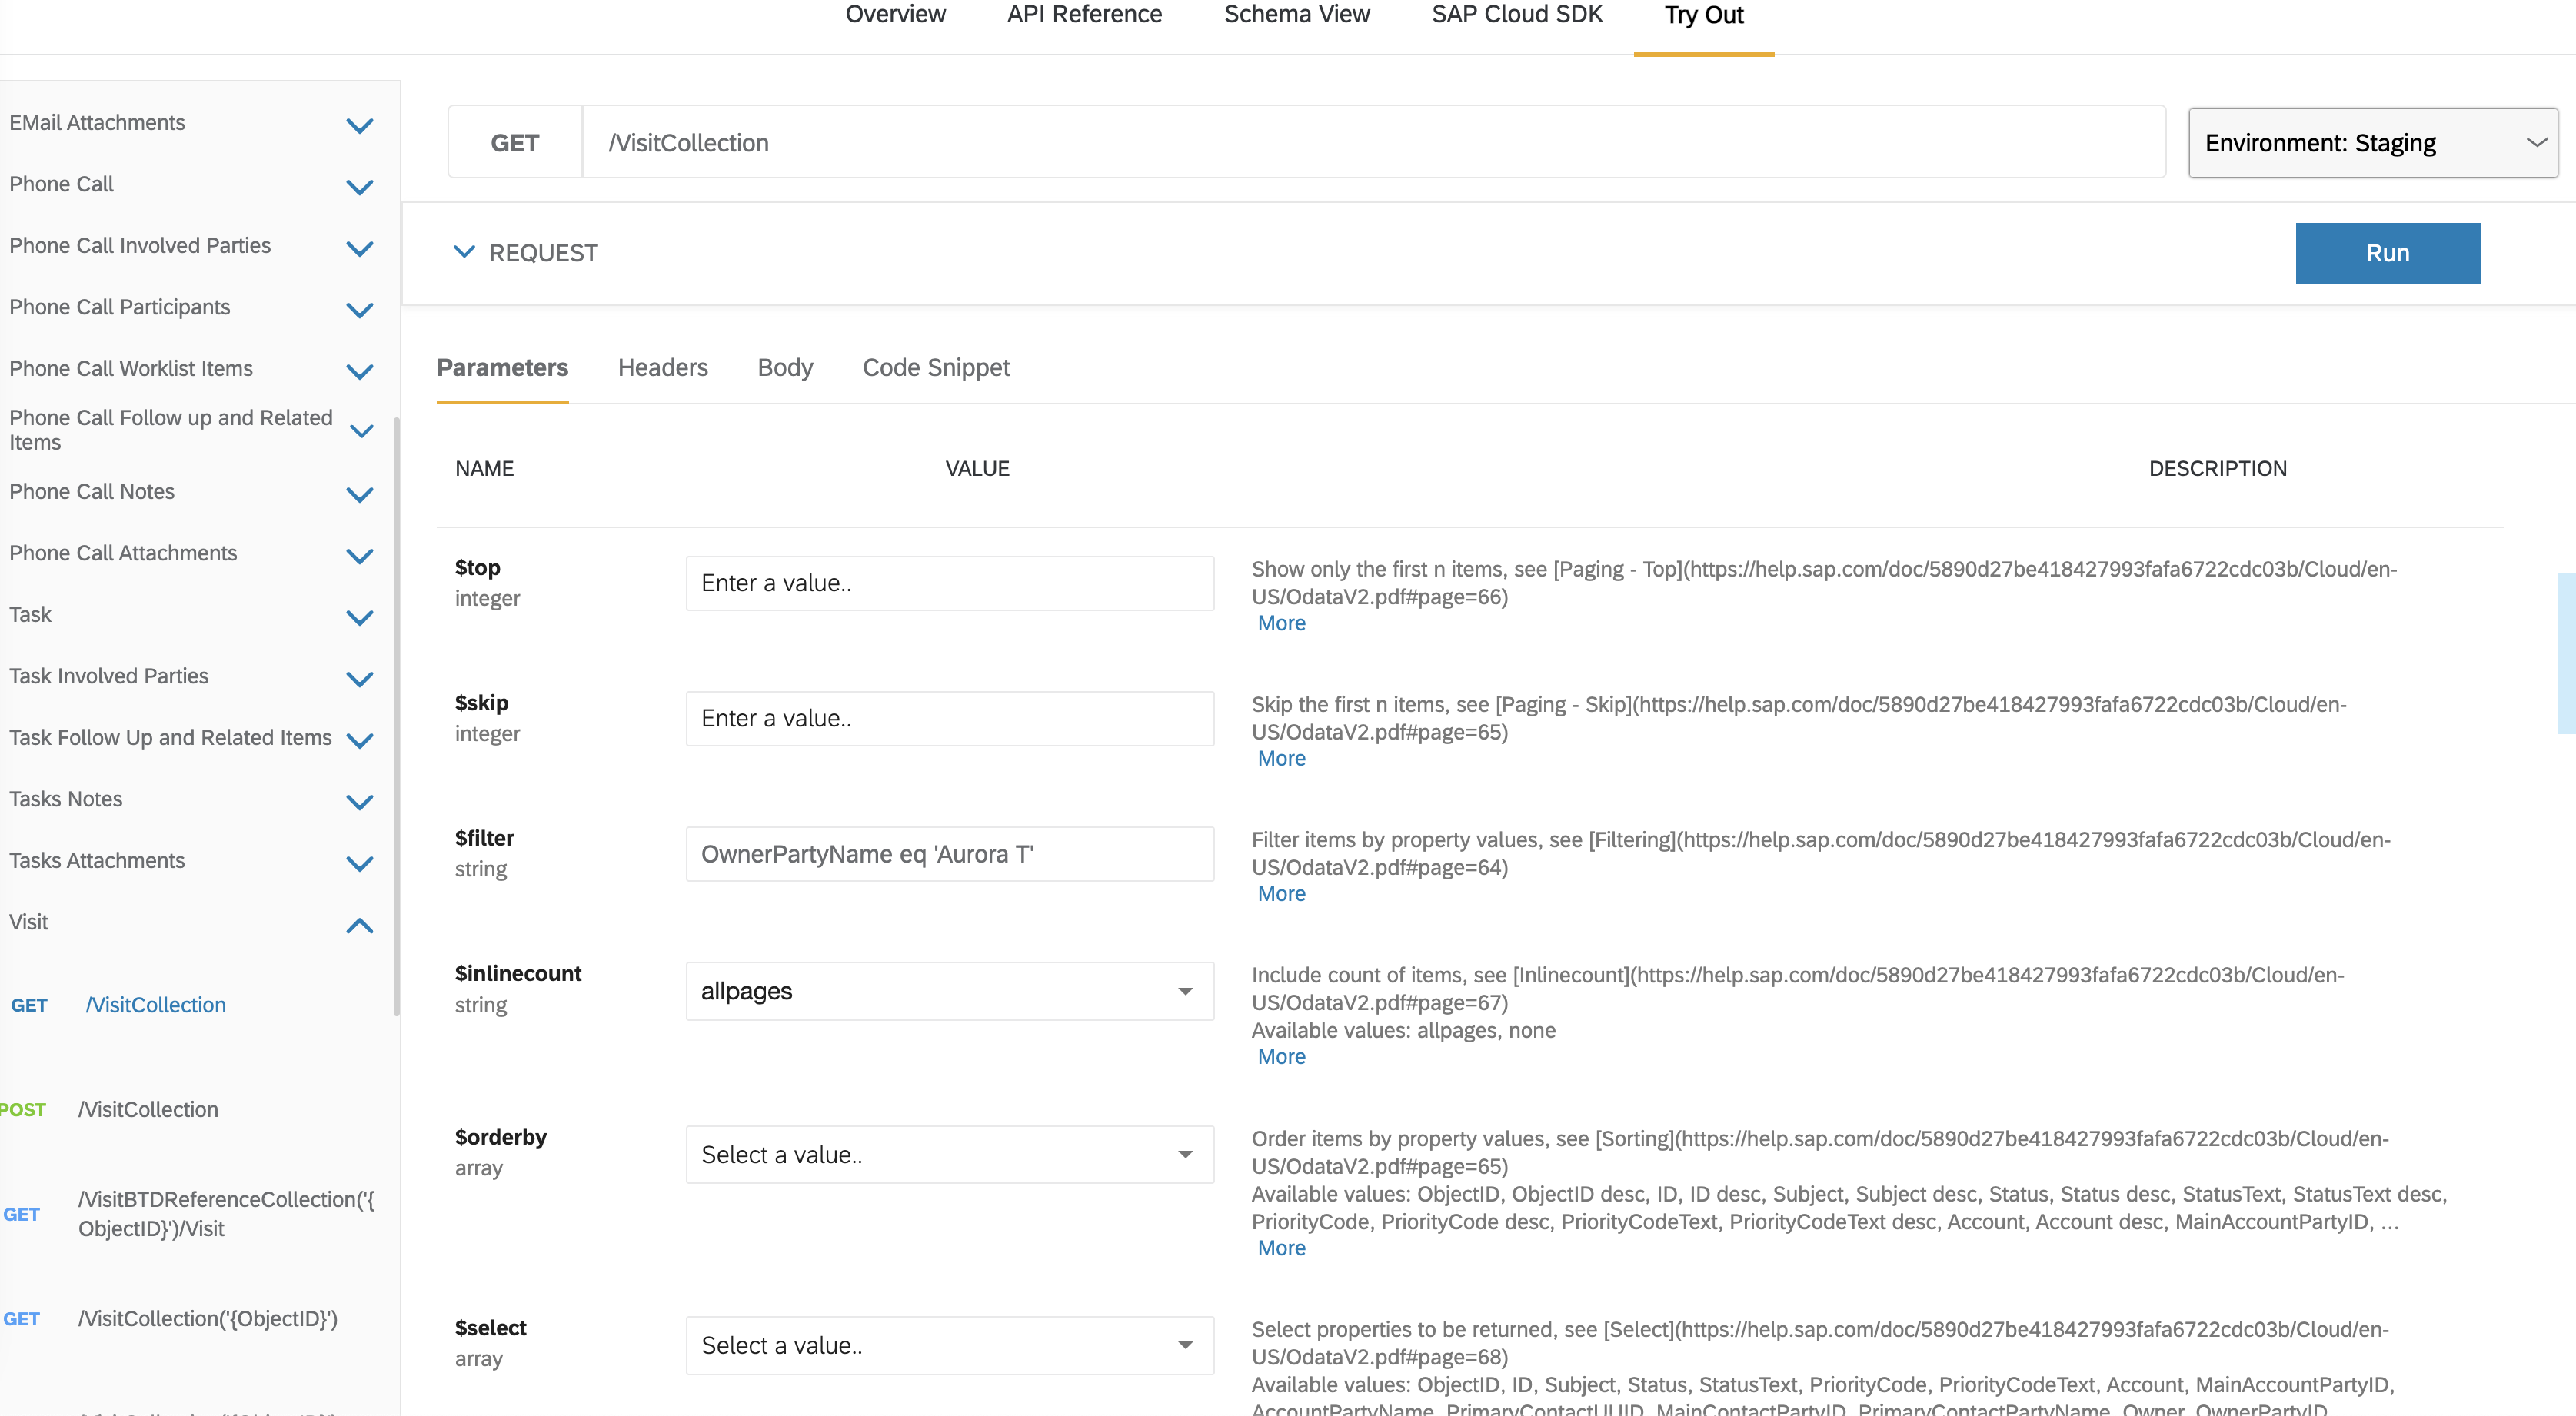 Overview API Reference Schema View SAP Cloud SDK Try Out
EMail Attachments
Phone Call
Phone Call Involved Parties
Phone Call Participants
Phone Call Worklist Items
Phone Call Follow up and Related
Items
Phone Call Notes
Phone Call Attachments
Task
Task Involved Parties
Task Follow Up and Related Items
Tasks Notes
Tasks Attachments
Visit
GET /VisitCollection
POST /VisitCollection
GET /VisitBTDReferenceCollection('{
ObjectID}')/Visit
GET /VisitCollection('{ObjectID}')
GET /VisitCollection
Environment: Staging
REQUEST
Run
Parameters Headers Body Code Snippet
NAME VALUE DESCRIPTION
$top
integer
Enter a value..
Show only the first n items, see [Paging - Top](https://help.sap.com/doc/5890d27be418427993fafa6722cdc03b/Cloud/en-
US/OdataV2.pdf#page=66)
More
$skip
integer
Enter a value..
Skip the first n items, see [Paging - Skip](https://help.sap.com/doc/5890d27be418427993fafa6722cdc03b/Cloud/en-
US/OdataV2.pdf#page=65)
More
$filter
string
OwnerPartyName eq 'Aurora T'
Filter items by property values, see [Filtering](https://help.sap.com/doc/5890d27be418427993fafa6722cdc03b/Cloud/en-
US/OdataV2.pdf#page=64)
More
$inlinecount
string
allpages
Include count of items, see [Inlinecount](https://help.sap.com/doc/5890d27be418427993fafa6722cdc03b/Cloud/en-
US/OdataV2.pdf#page=67)
Available values: allpages, none
More
$orderby
array
Select a value..
Order items by property values, see [Sorting](https://help.sap.com/doc/5890d27be418427993fafa6722cdc03b/Cloud/en-
US/OdataV2.pdf#page=65)
Available values: ObjectID, ObjectID desc, ID, ID desc, Subject, Subject desc, Status, Status desc, StatusText, StatusText desc,
PriorityCode, PriorityCode desc, PriorityCodeText, PriorityCodeText desc, Account, Account desc, MainAccountPartyID, ...
More
$select
array
Select a value..
Select properties to be returned, see [Select](https://help.sap.com/doc/5890d27be418427993fafa6722cdc03b/Cloud/en-
US/OdataV2.pdf#page=68)
Available values: ObjectID, ID, Subject, Status, StatusText, PriorityCode, PriorityCodeText, Account, MainAccountPartyID,
AccountPartyName, PrimaryContactUUID, MainContactPartyID, PrimaryContactPartyName, Owner, OwnerPartyID,